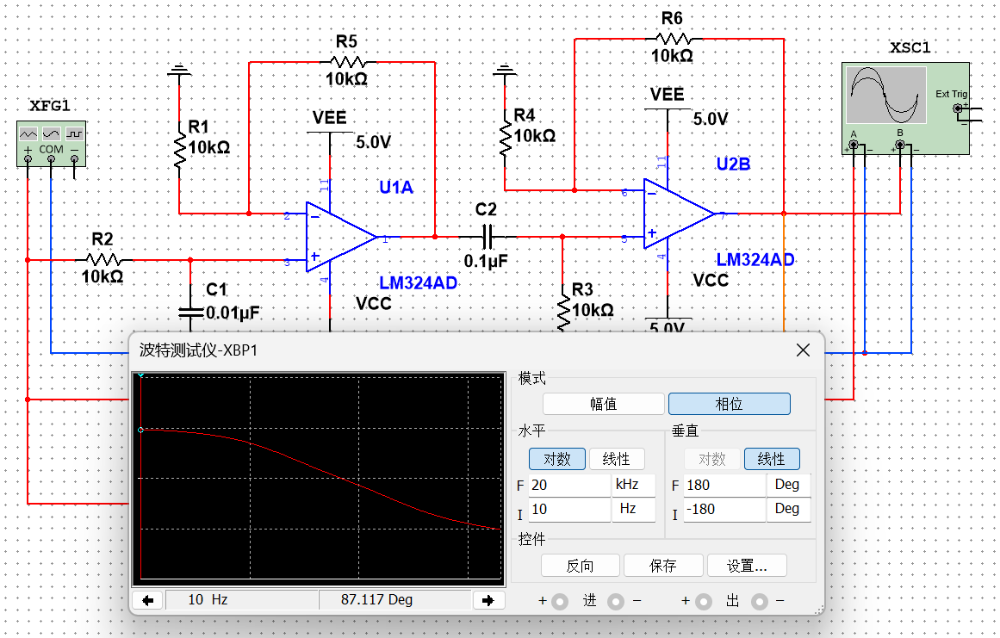 R6
10kΩ
XSC1
R5
10kΩ
Ext Trig
+
−
A
B
+
−
+
−
VEE
5.0V
XFG1
+
COM
−
R4
10kΩ
VEE
5.0V
R1
10kΩ
11
U2B
11
U1A
6
7
5
2
1
3
C2
0.1μF
4
LM324AD
VCC
R2
10kΩ
4
LM324AD
VCC
C1
0.01μF
R3
10kΩ
5.0V
波特测试仪-XBP1
模式
幅值
相位
水平
垂直
对数
线性
对数
线性
F
20
kHz
F
180
Deg
I
10
Hz
I
-180
Deg
控件
反向
保存
设置...
10 Hz
87.117 Deg
+
进
−
+
出
−